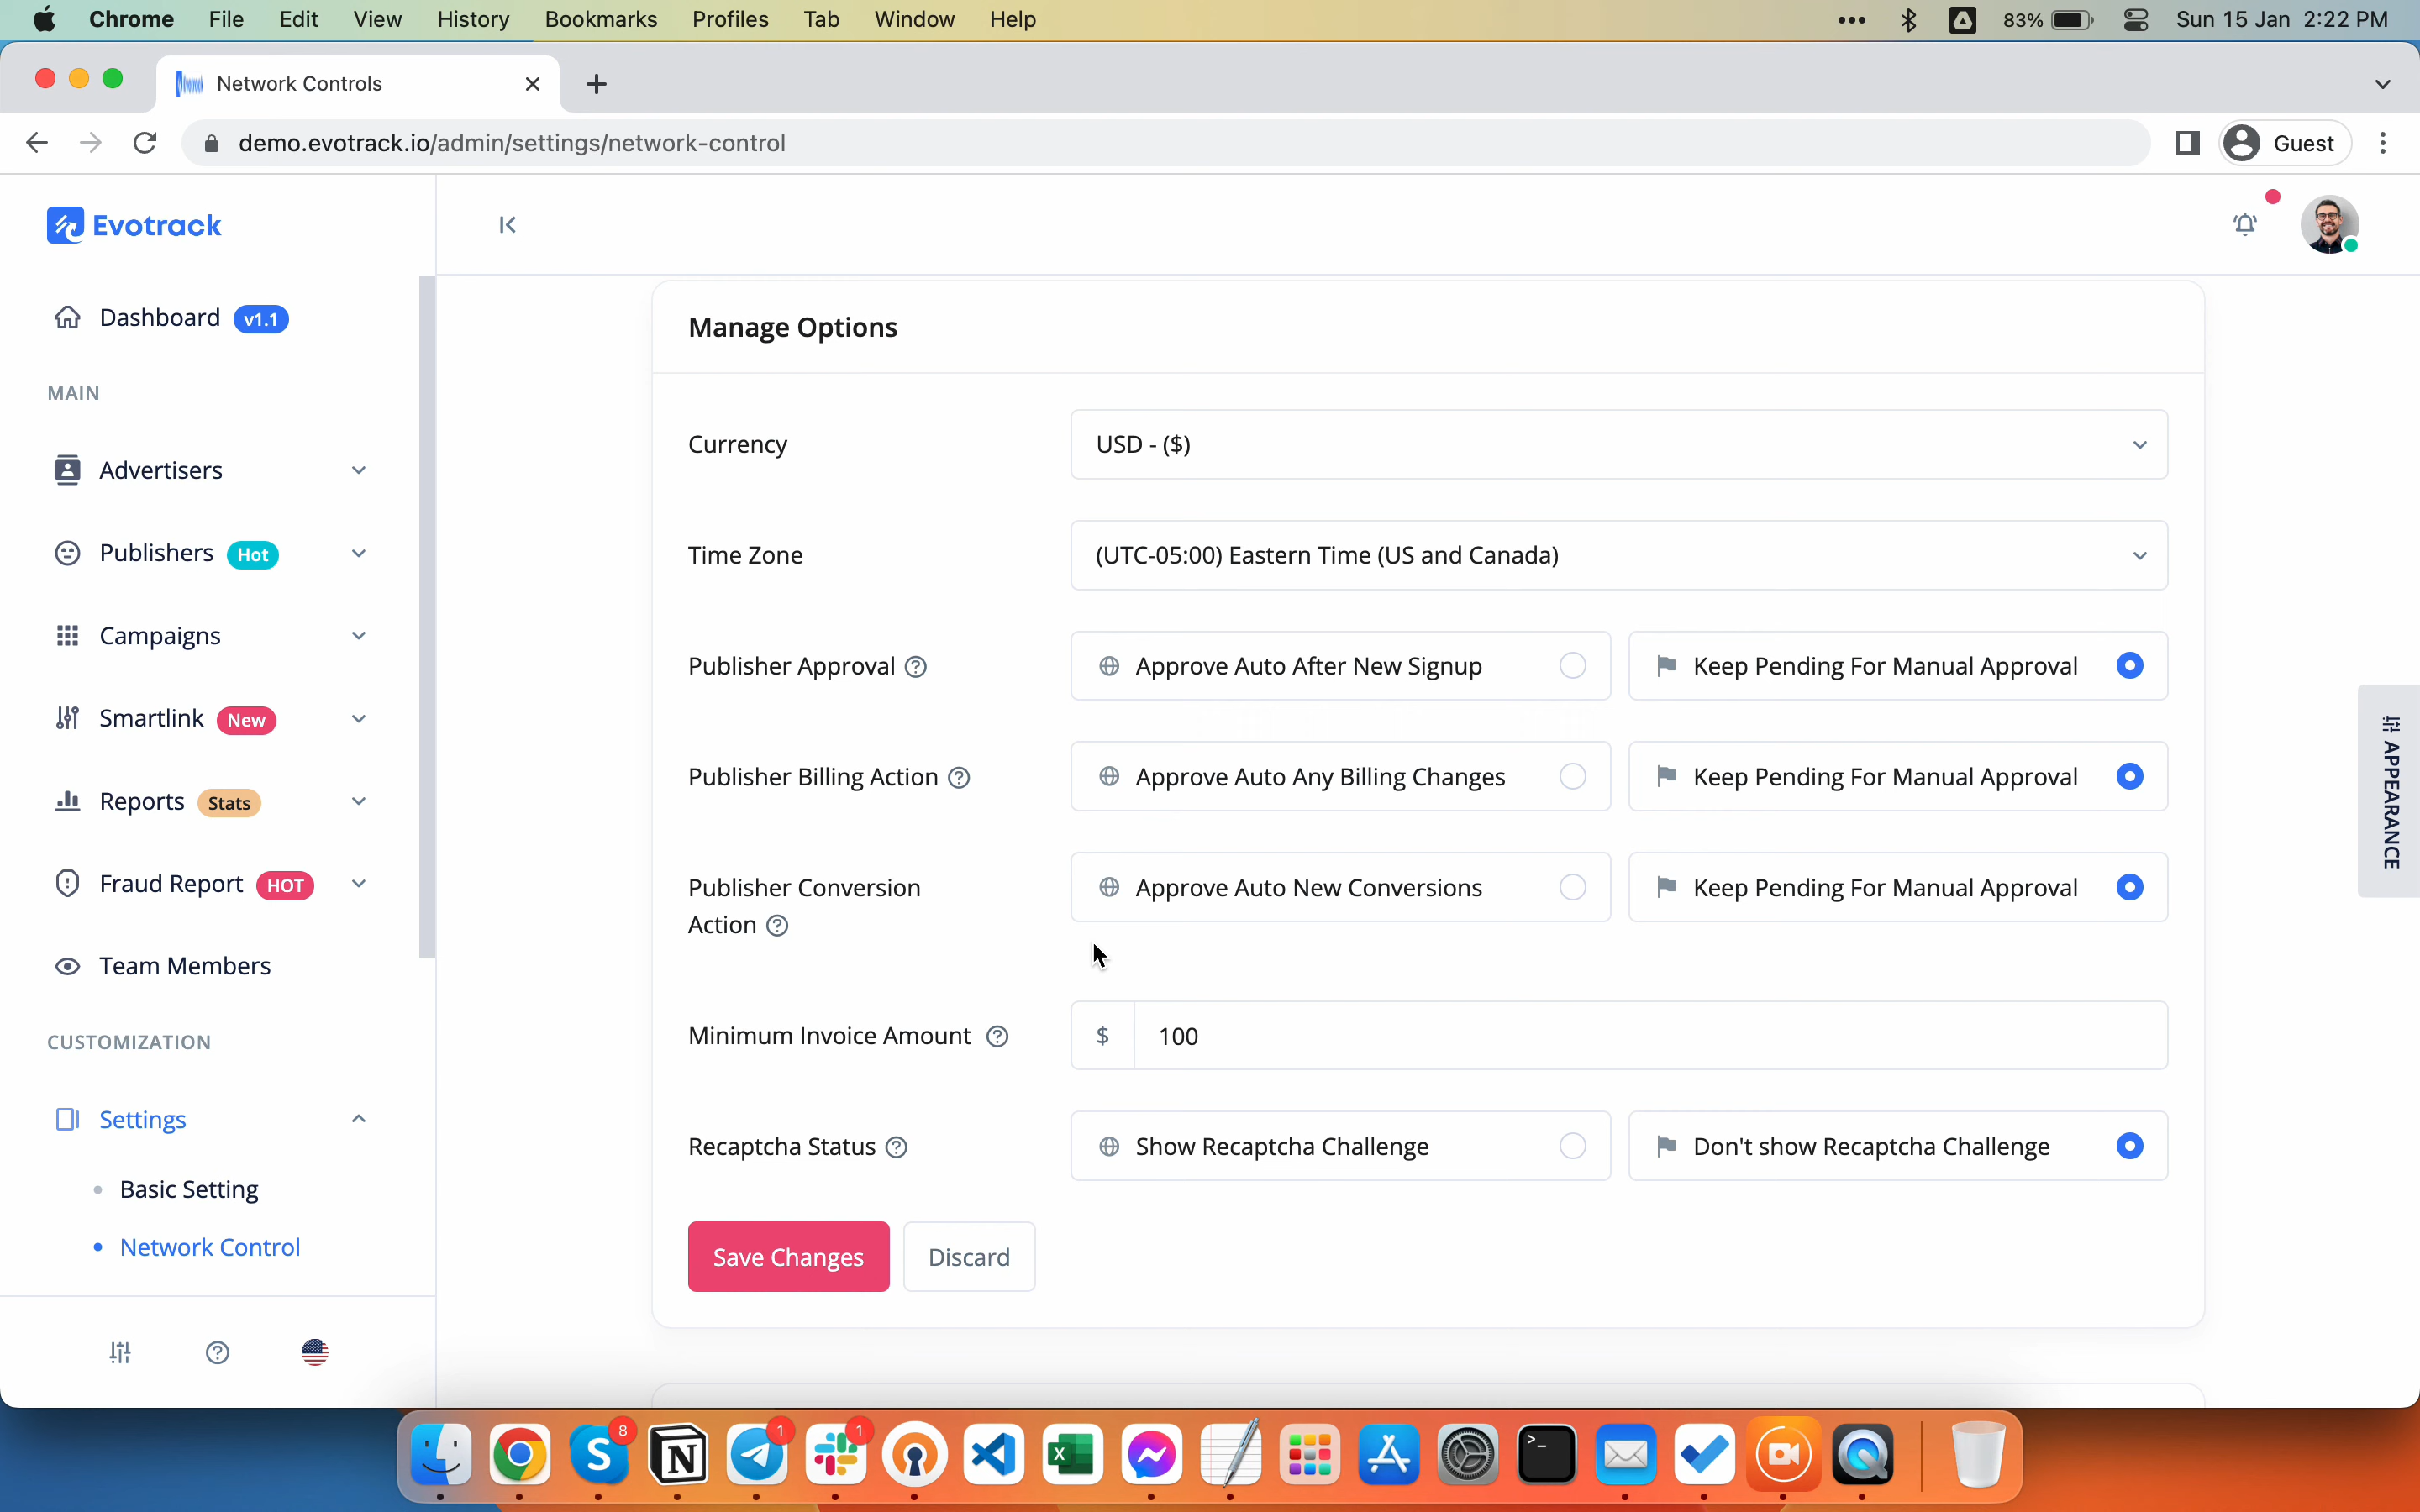 Chrome File Edit View History Bookmarks Profiles Tab Window Help ••• 83% Sun 15 Jan 2:22 PM
Network Controls
demo.evotrack.io/admin/settings/network-control Guest
Evotrack
Dashboard v1.1
MAIN
Advertisers
Publishers Hot
Campaigns
Smartlink New
Reports Stats
Fraud Report HOT
Team Members
CUSTOMIZATION
Settings
Basic Setting
Network Control
Manage Options
Currency USD - ($)
Time Zone (UTC-05:00) Eastern Time (US and Canada)
Publisher Approval Approve Auto After New Signup Keep Pending For Manual Approval
Publisher Billing Action Approve Auto Any Billing Changes Keep Pending For Manual Approval
Publisher Conversion
Action Approve Auto New Conversions Keep Pending For Manual Approval
Minimum Invoice Amount $ 100
Recaptcha Status Show Recaptcha Challenge Don't show Recaptcha Challenge
Save Changes Discard
APPEARANCE
8 1 1